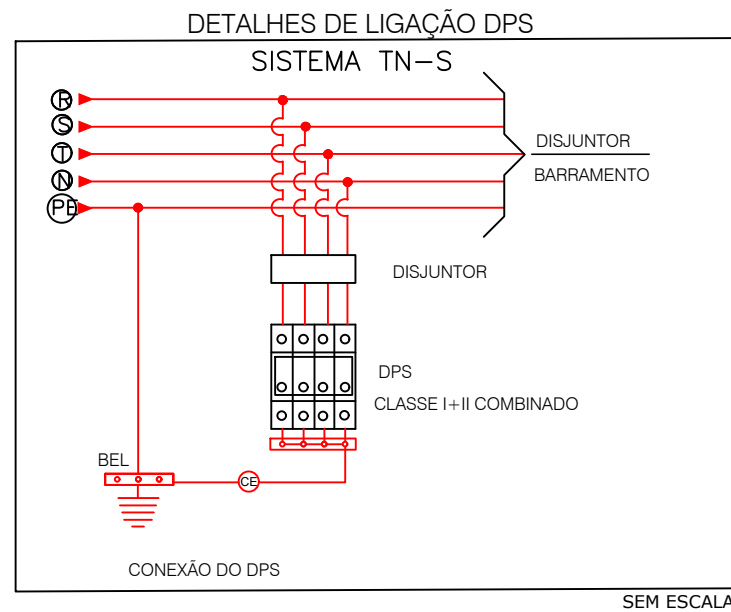 DETALHES DE LIGAÇÃO DPS
SISTEMA TN-S
R
S
T
N
PE
DISJUNTOR
BARRAMENTO
DISJUNTOR
DPS
CLASSE I+II COMBINADO
BEL
CE
CONEXÃO DO DPS
SEM ESCALA